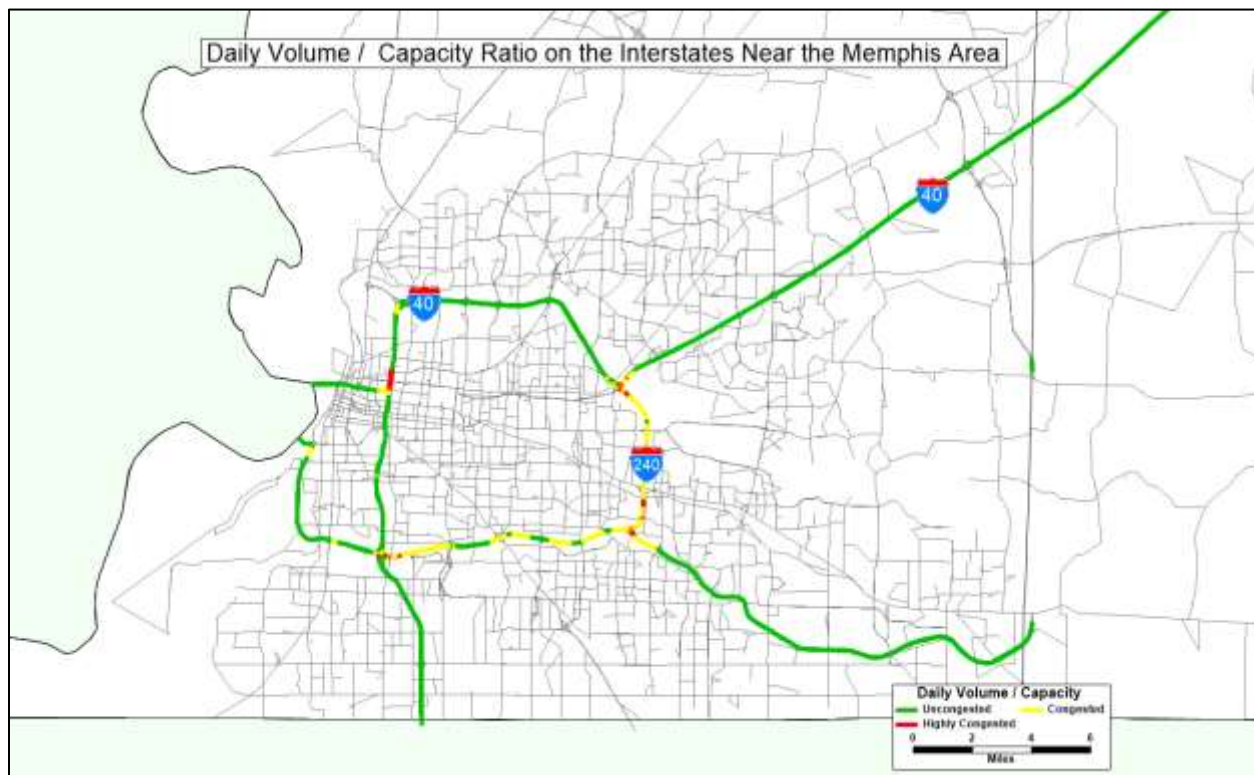 Daily Volume / Capacity Ratio on the Interstates Near the Memphis Area
40
40
240
Daily Volume / Capacity
Uncongested Congested
Highly Congested
0 2 4 6
Miles